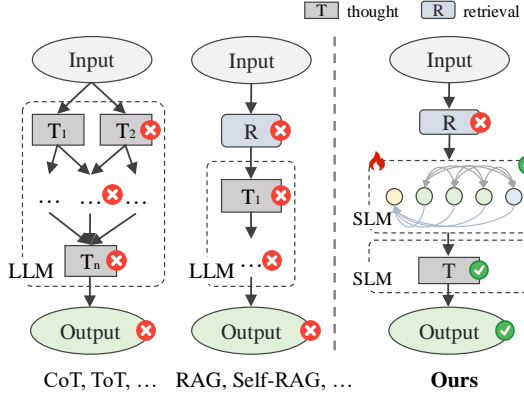 T thought R retrieval
Input Input Input
T1 T2 R R
T1
... ... ... SLM
LLM Tn LLM ... SLM T
Output Output Output
CoT, ToT, ... RAG, Self-RAG, ... Ours